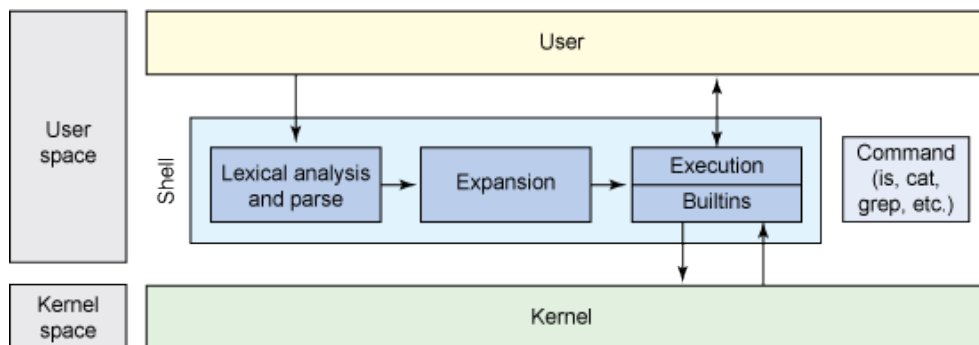 User
User
space
Shell
Lexical analysis
and parse
Expansion
Execution
Builtins
Command
(is, cat,
grep, etc.)
Kernel
space
Kernel